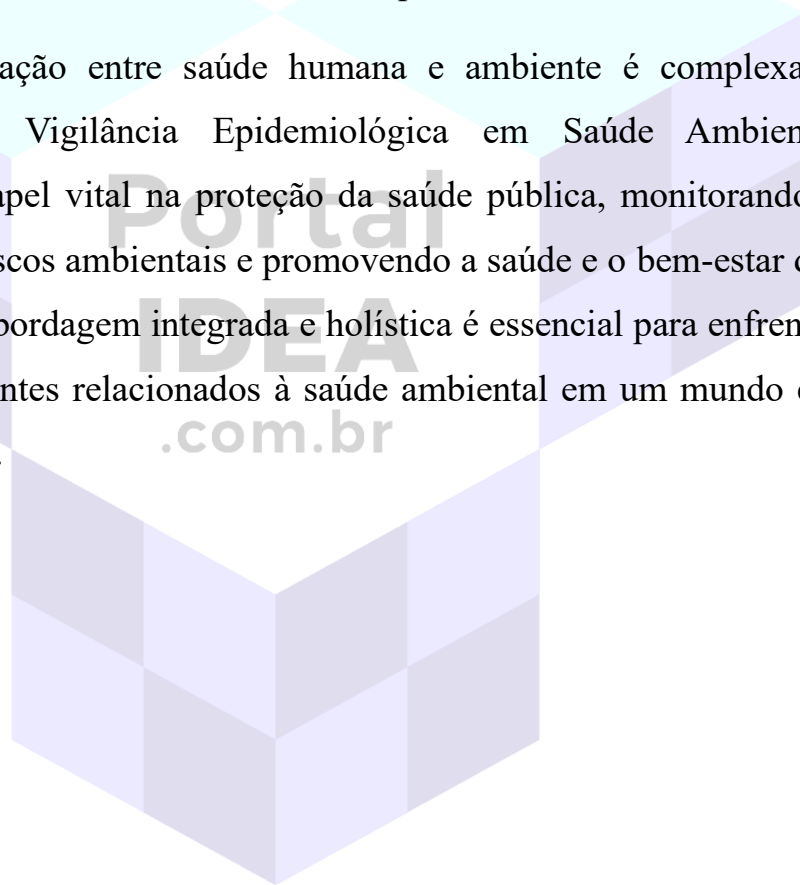 ação entre saúde humana e ambiente é complexa
Vigilância Epidemiológica em Saúde Ambien
apel vital na proteção da saúde pública, monitorando
scos ambientais e promovendo a saúde e o bem-estar
bordagem integrada e holística é essencial para enfren
ntes relacionados à saúde ambiental em um mundo
Portal
IDEA
.com.br